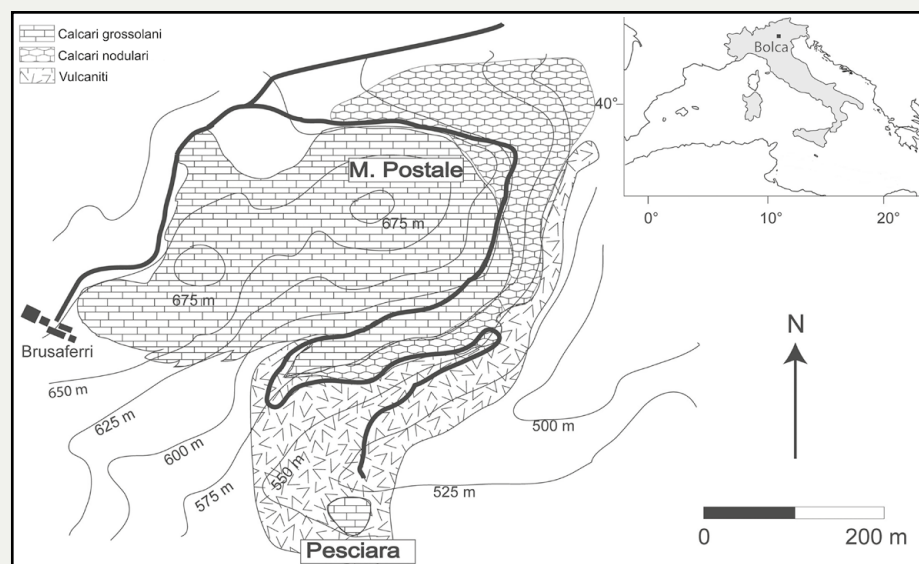 Calcari grossolani
Calcari nodulari
Vulcaniti
Bolca
40°
0°
10°
20°
M. Postale
675 m
675 m
Brusaferri
650 m
625 m
600 m
575 m
550 m
525 m
500 m
N
0
200 m
Pesciara